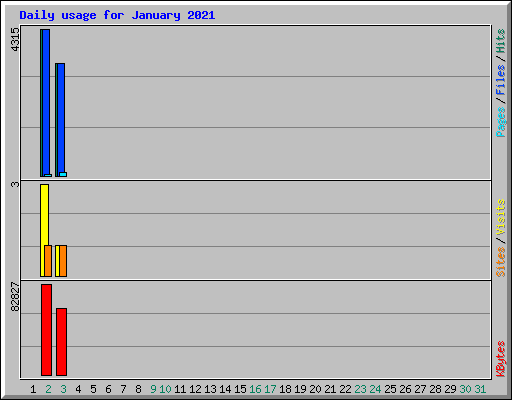 Daily usage for January 2021
4315
Pages/Files/Hits
3
Sites/Visits
82827
KBytes
1 2 3 4 5 6 7 8 9 10 11 12 13 14 15 16 17 18 19 20 21 22 23 24 25 26 27 28 29 30 31